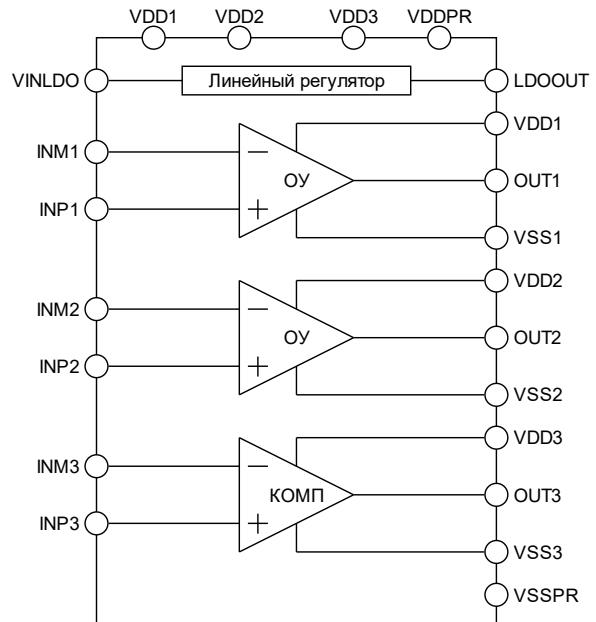 VDD1 VDD2 VDD3 VDDPR
VINLDO Линейный регулятор LDOOUT
VDD1
INM1 −
ОУ OUT1
INP1 +
VSS1
VDD2
INM2 −
ОУ OUT2
INP2 +
VSS2
VDD3
INM3 −
КОМП OUT3
INP3 +
VSS3
VSSPR